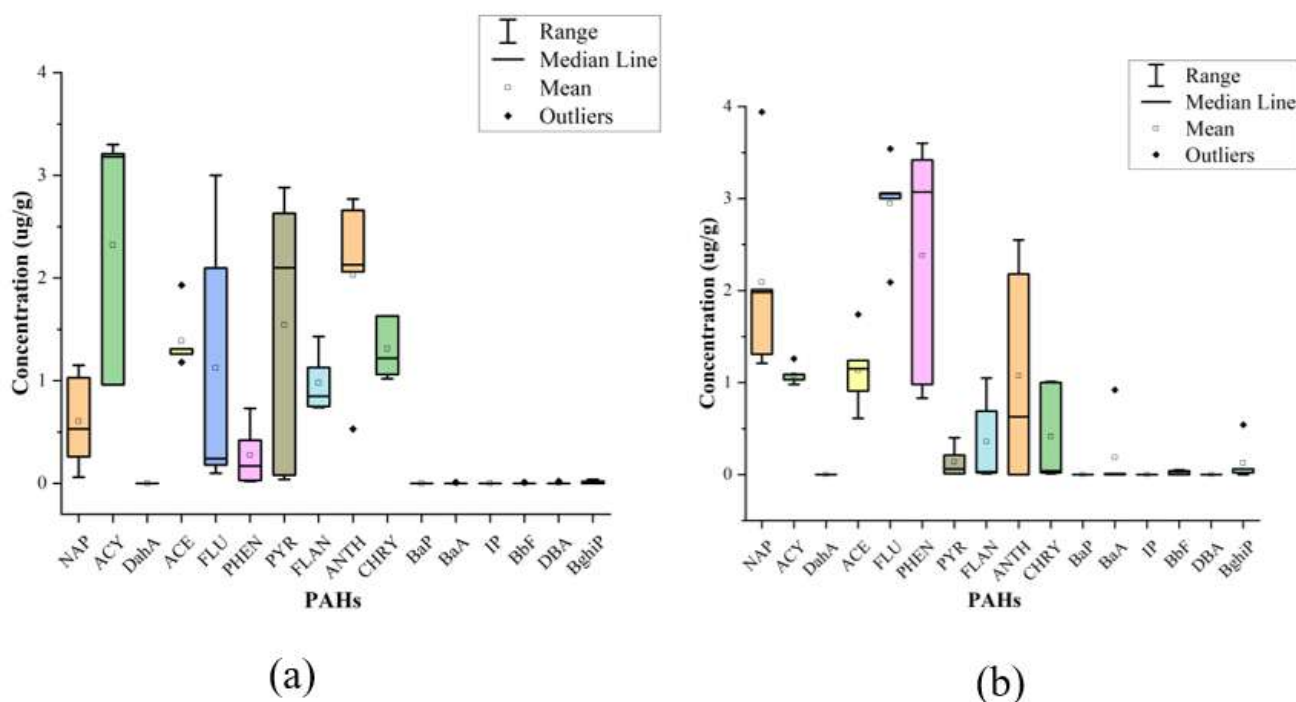 Range
Median Line
Mean
Outliers
4
3
2
1
0
Concentration (ug/g)
NAP
ACY
DahA
ACE
FLU
PHEN
PYR
FLAN
ANTH
CHRY
BaP
BaA
IP
BbF
DBA
BghiP
PAHs
(a)
Range
Median Line
Mean
Outliers
4
3
2
1
0
Concentration (ug/g)
NAP
ACY
DahA
ACE
FLU
PHEN
PYR
FLAN
ANTH
CHRY
BaP
BaA
IP
BbF
DBA
BghiP
PAHs
(b)